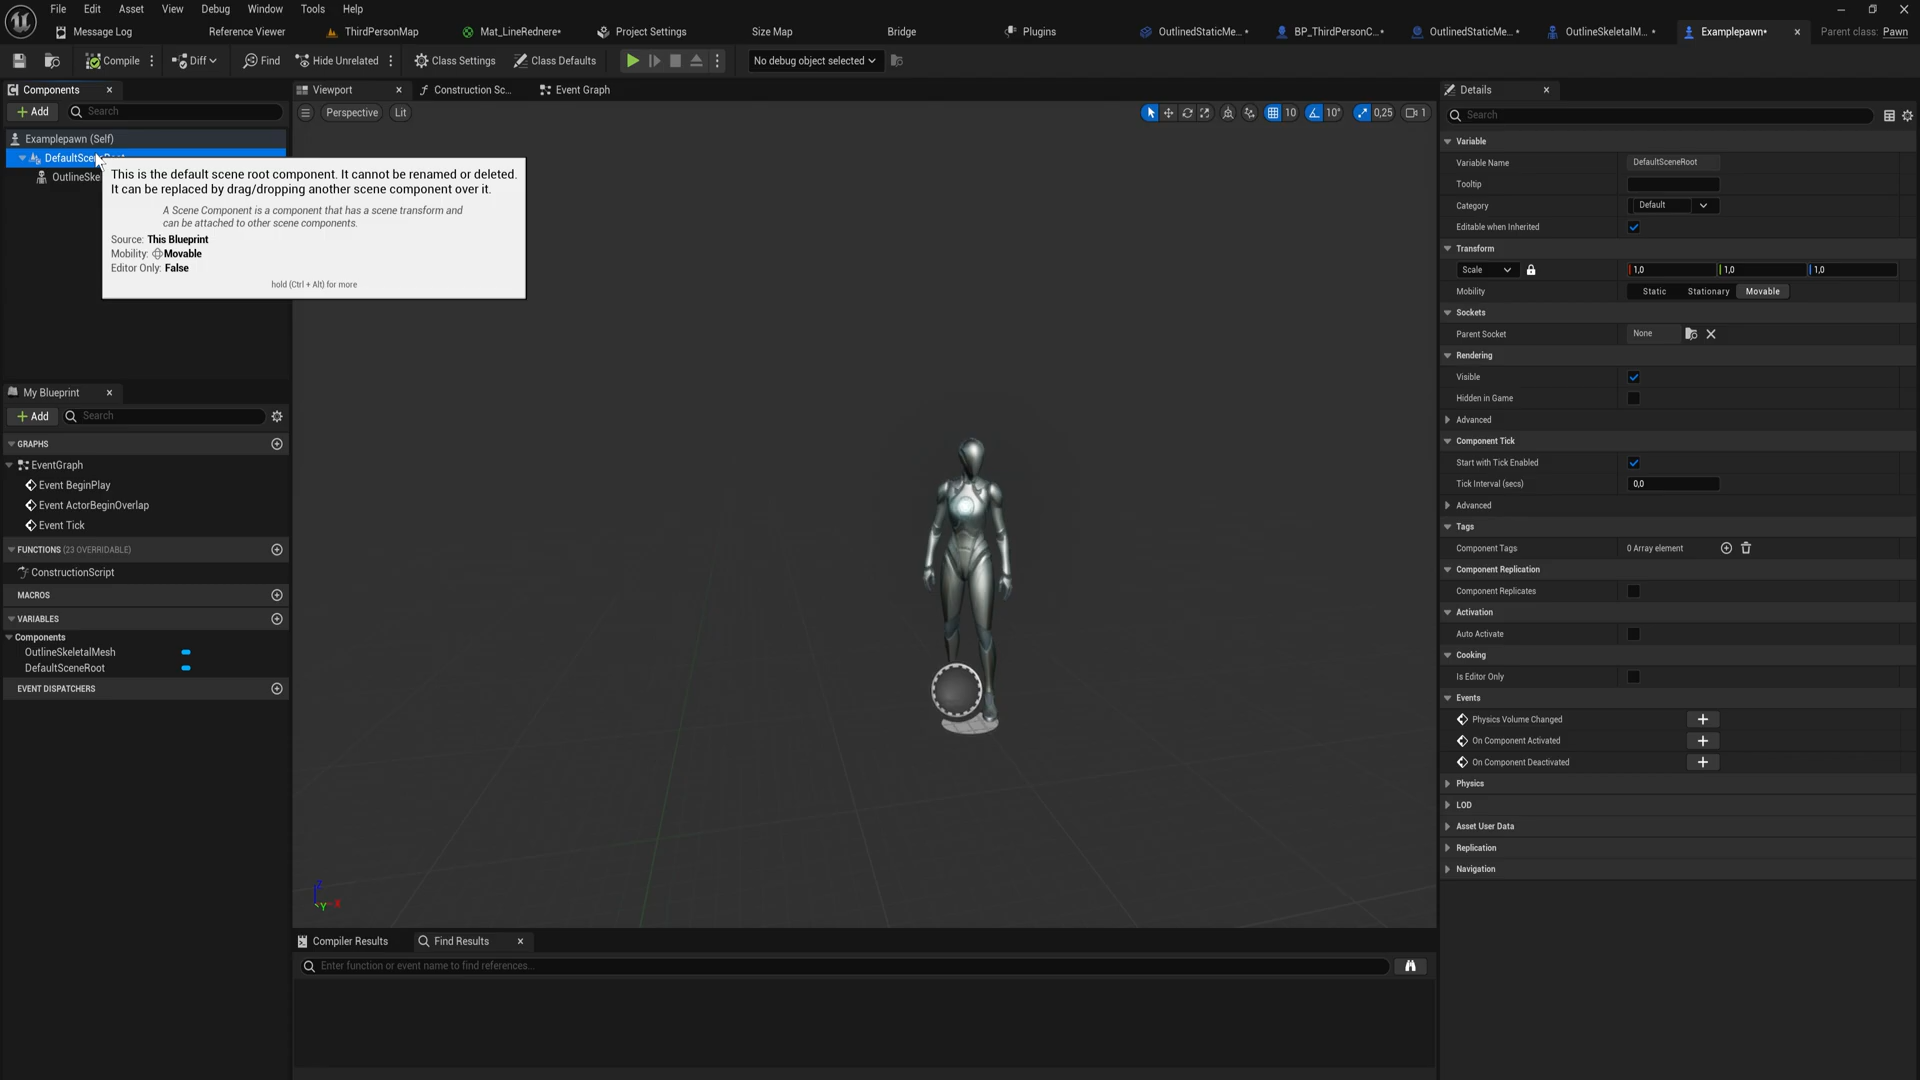 File Edit Asset View Debug Window Tools Help
Message Log Reference Viewer ThirdPersonMap Mat_LineRednere* Project Settings Size Map Bridge Plugins OutlinedStaticMe... * BP_ThirdPersonC...* OutlinedStaticMe... * OutlineSkeletalM... * Examplepawn* Parent class: Pawn
Compile Diff Find Hide Unrelated Class Settings Class Defaults No debug object selected
Components
Add Search
Examplepawn (Self)
DefaultSce
OutlineSke
This is the default scene root component. It cannot be renamed or deleted.
It can be replaced by drag/dropping another scene component over it.
A Scene Component is a component that has a scene transform and
can be attached to other scene components.
Source: This Blueprint
Mobility: Movable
Editor Only: False
hold (Ctrl + Alt) for more
My Blueprint
Add Search
GRAPHS
EventGraph
Event BeginPlay
Event ActorBeginOverlap
Event Tick
FUNCTIONS (23 OVERRIDABLE)
ConstructionScript
MACROS
VARIABLES
Components
OutlineSkeletalMesh
DefaultSceneRoot
EVENT DISPATCHERS
Viewport Construction Sc... Event Graph
Perspective Lit 10 10° 0,25 1
Z
Y X
Compiler Results Find Results
Enter function or event name to find references...
Details
Search
Variable
Variable Name DefaultSceneRoot
Tooltip
Category Default
Editable when Inherited
Transform
Scale 1,0 1,0 1,0
Mobility Static Stationary Movable
Sockets
Parent Socket None
Rendering
Visible
Hidden in Game
Advanced
Component Tick
Start with Tick Enabled
Tick Interval (secs) 0,0
Advanced
Tags
Component Tags 0 Array element
Component Replication
Component Replicates
Activation
Auto Activate
Cooking
Is Editor Only
Events
Physics Volume Changed
On Component Activated
On Component Deactivated
Physics
LOD
Asset User Data
Replication
Navigation